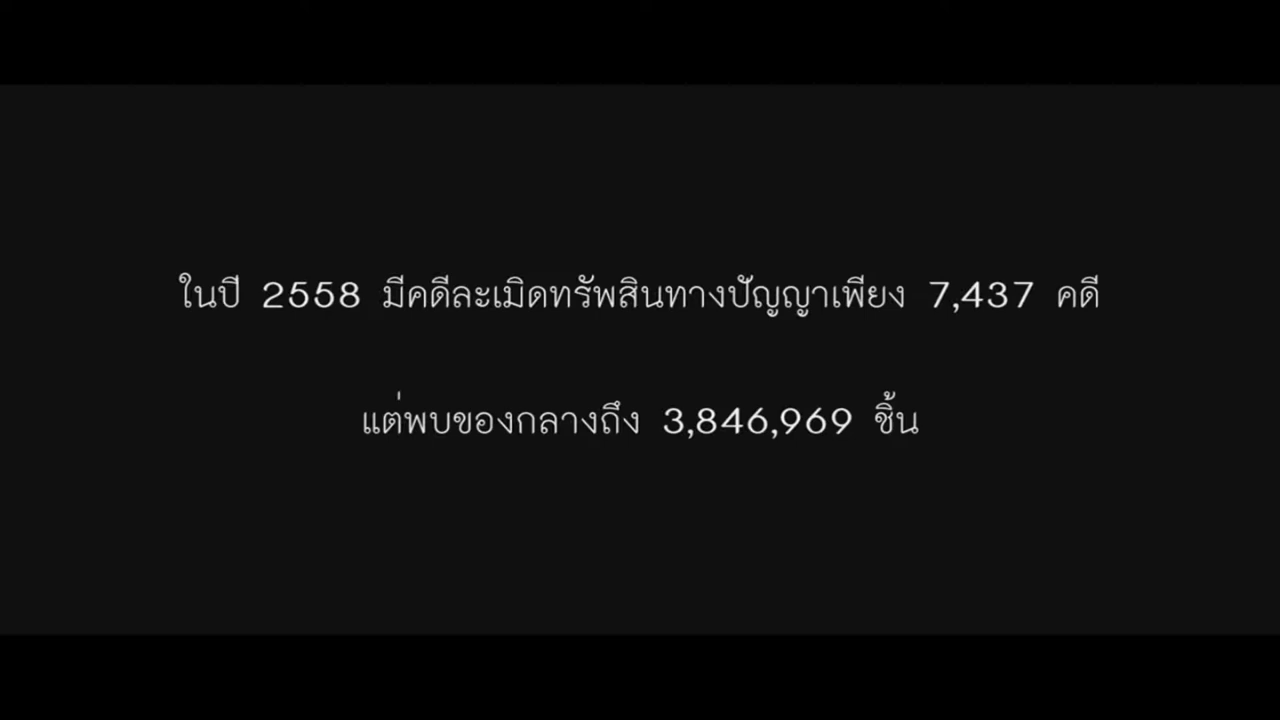 ในปี 2558 มีคดีละเมิดทรัพสินทางปัญญาเพียง 7,437 คดี
แต่พบของกลางถึง 3,846,969 ชิ้น